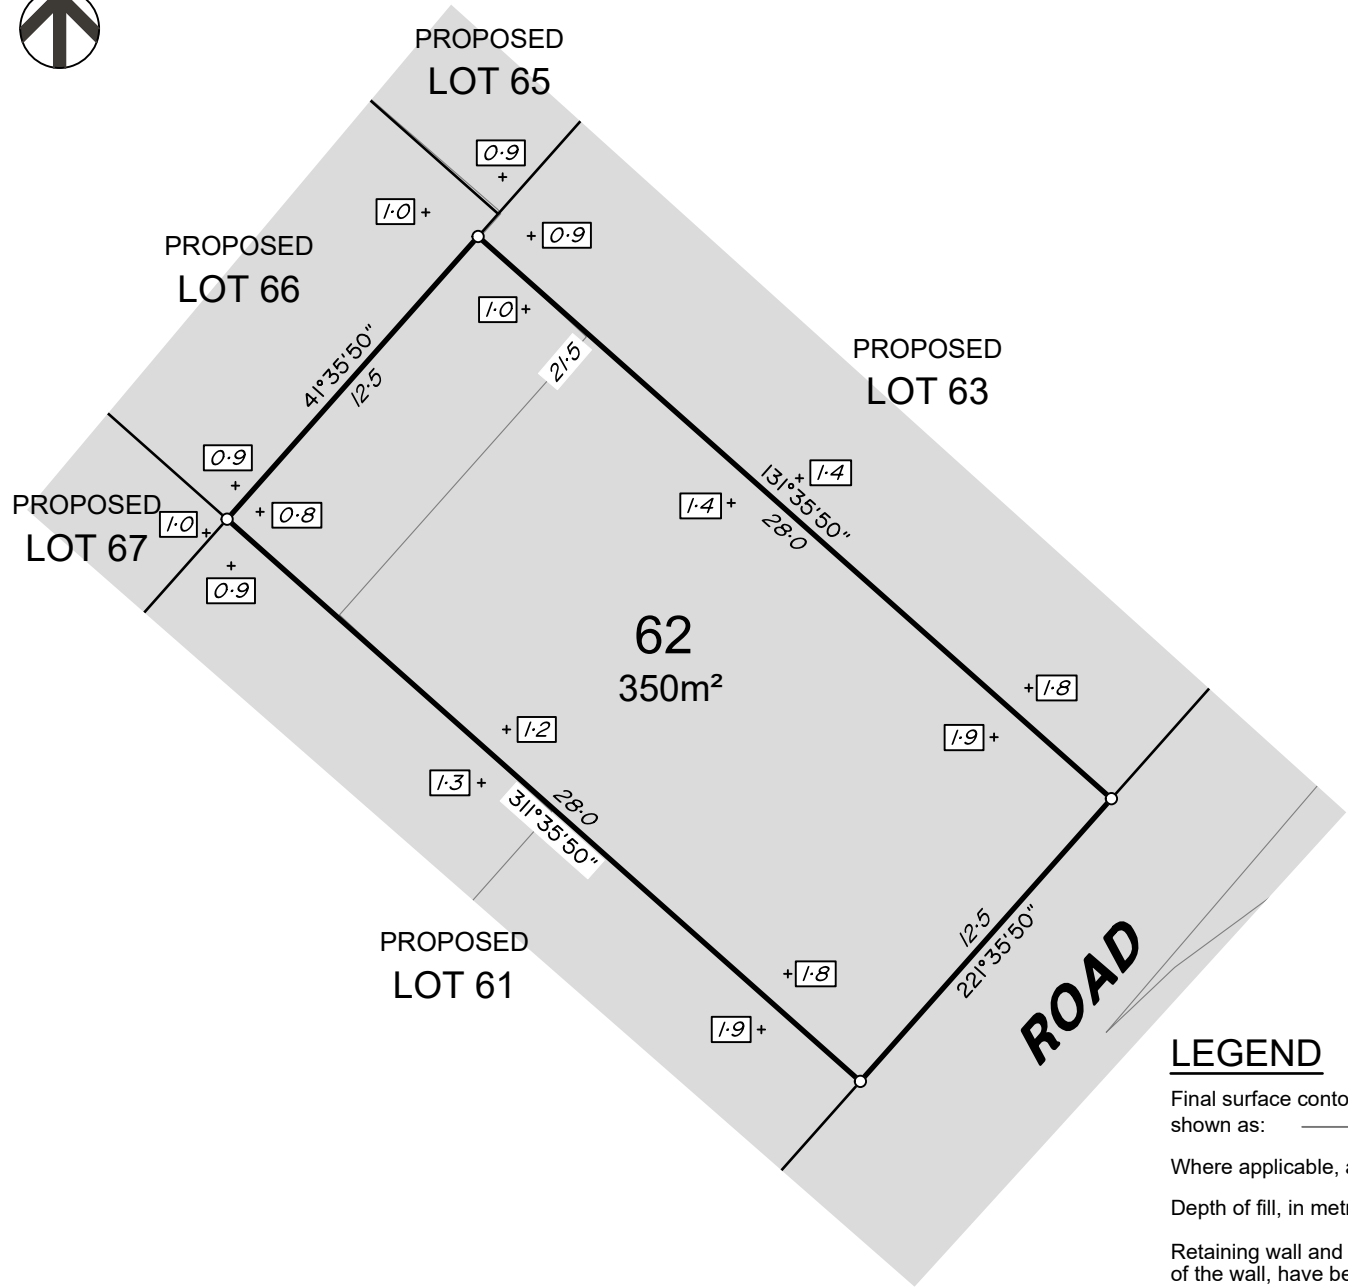 PROPOSED
LOT 65
0·9
1·0
0·9
PROPOSED
LOT 66
1·0
21·5
41°35'50"
12·5
PROPOSED
LOT 63
0·9
1·4
1·4
131°35'50"
28·0
PROPOSED
LOT 67
1·0
0·8
0·9
62
350m²
1·8
1·9
1·2
1·3
28·0
311°35'50"
PROPOSED
LOT 61
1·8
1·9
12·5
221°35'50"
ROAD
LEGEND
Final surface conto
shown as:
Where applicable, a
Depth of fill, in metr
Retaining wall and
of the wall, have be